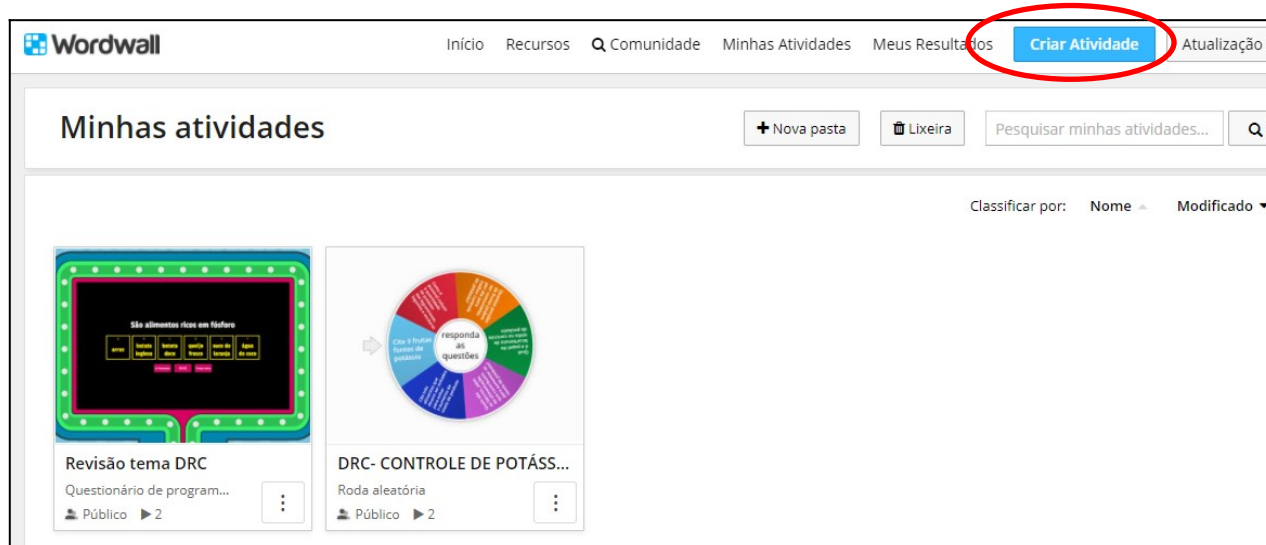 Wordwall
Início Recursos Comunidade Minhas Atividades Meus Resultados Criar Atividade Atualização
Minhas atividades
Nova pasta Lixeira Pesquisar minhas atividades...
Classificar por: Nome Modificado
São alimentos ricos em fósforo
arroz batata inglesa batata doce queijo fresco suco de laranja água de coco
Cite 3 frutas fontes de potássio
responda as questões
Revisão tema DRC
Questionário de program...
Público 2
DRC- CONTROLE DE POTÁSS...
Roda aleatória
Público 2